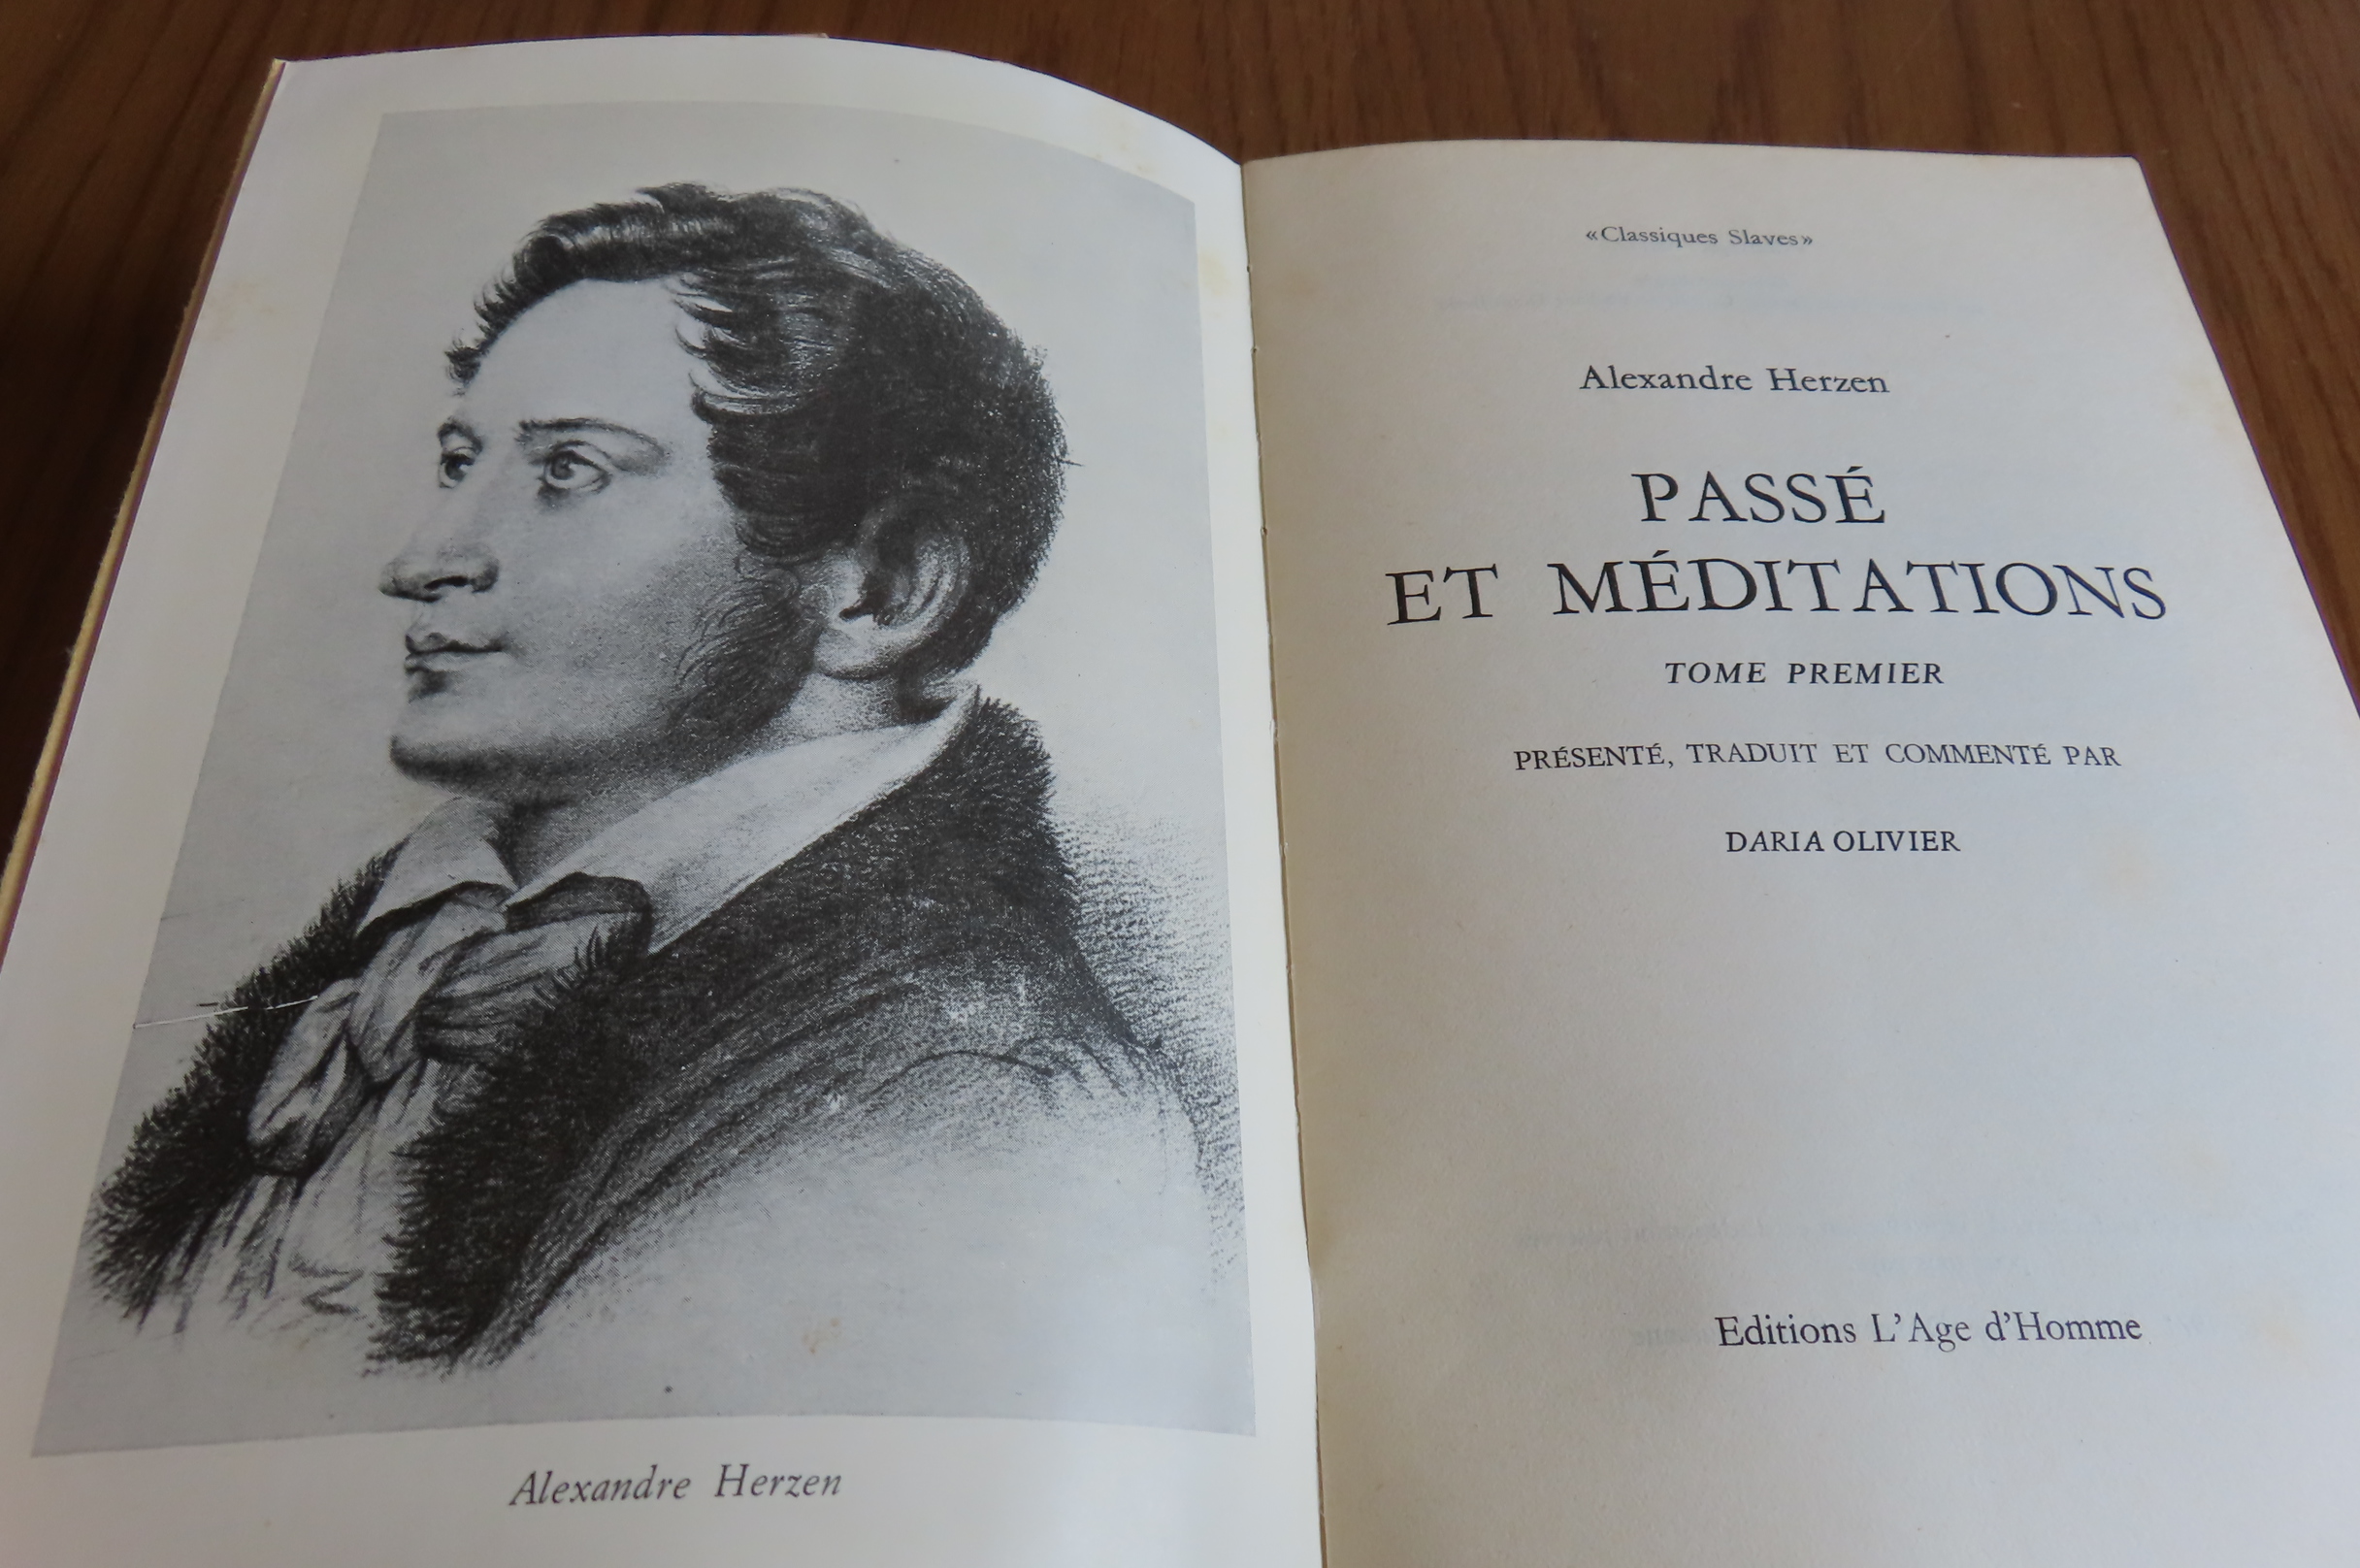 Alexandre Herzen
«Classiques Slaves»
Alexandre Herzen
PASSÉ
ET MÉDITATIONS
TOME PREMIER
PRÉSENTÉ, TRADUIT ET COMMENTÉ PAR
DARIA OLIVIER
Editions L'Age d'Homme